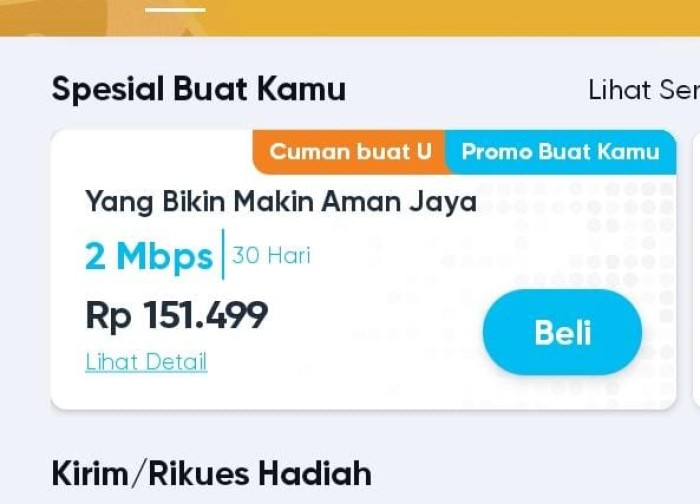 Spesial Buat Kamu
Lihat
Cuman buat U
Promo Buat Kamu
Yang Bikin Makin Aman Jaya
2 Mbps
30 Hari
Rp 151.499
Beli
Lihat Detail
Kirim/Rikues Hadiah